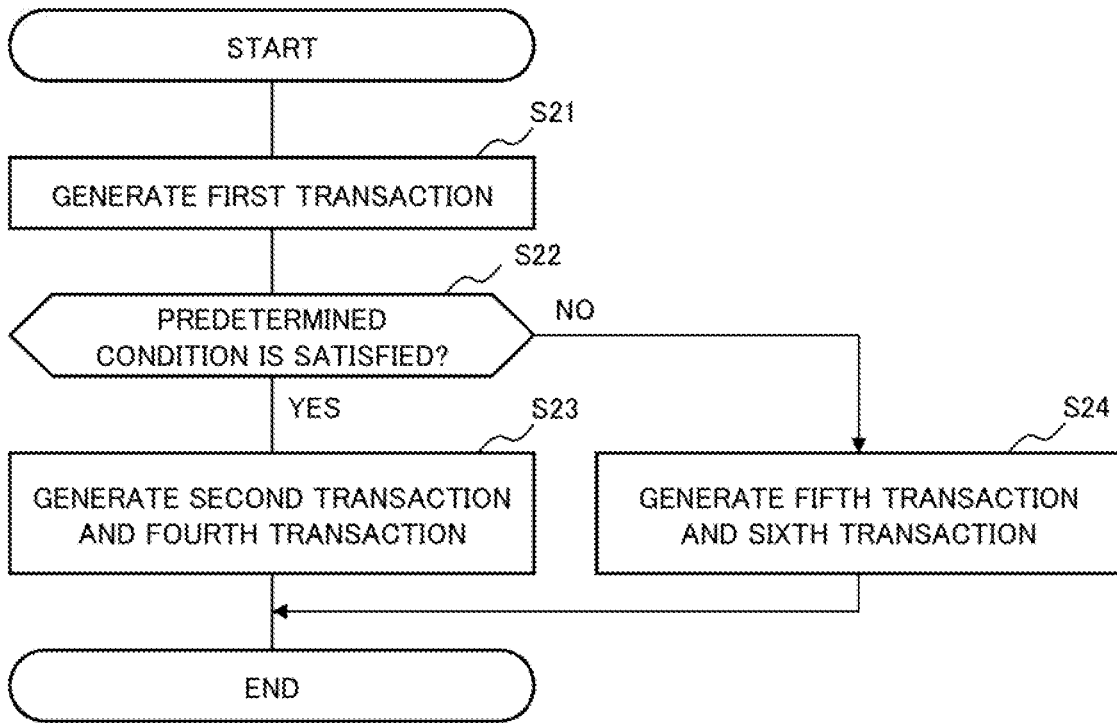 START
S21
GENERATE FIRST TRANSACTION
S22
PREDETERMINED
CONDITION IS SATISFIED?
NO
YES
S23
GENERATE SECOND TRANSACTION
AND FOURTH TRANSACTION
S24
GENERATE FIFTH TRANSACTION
AND SIXTH TRANSACTION
END